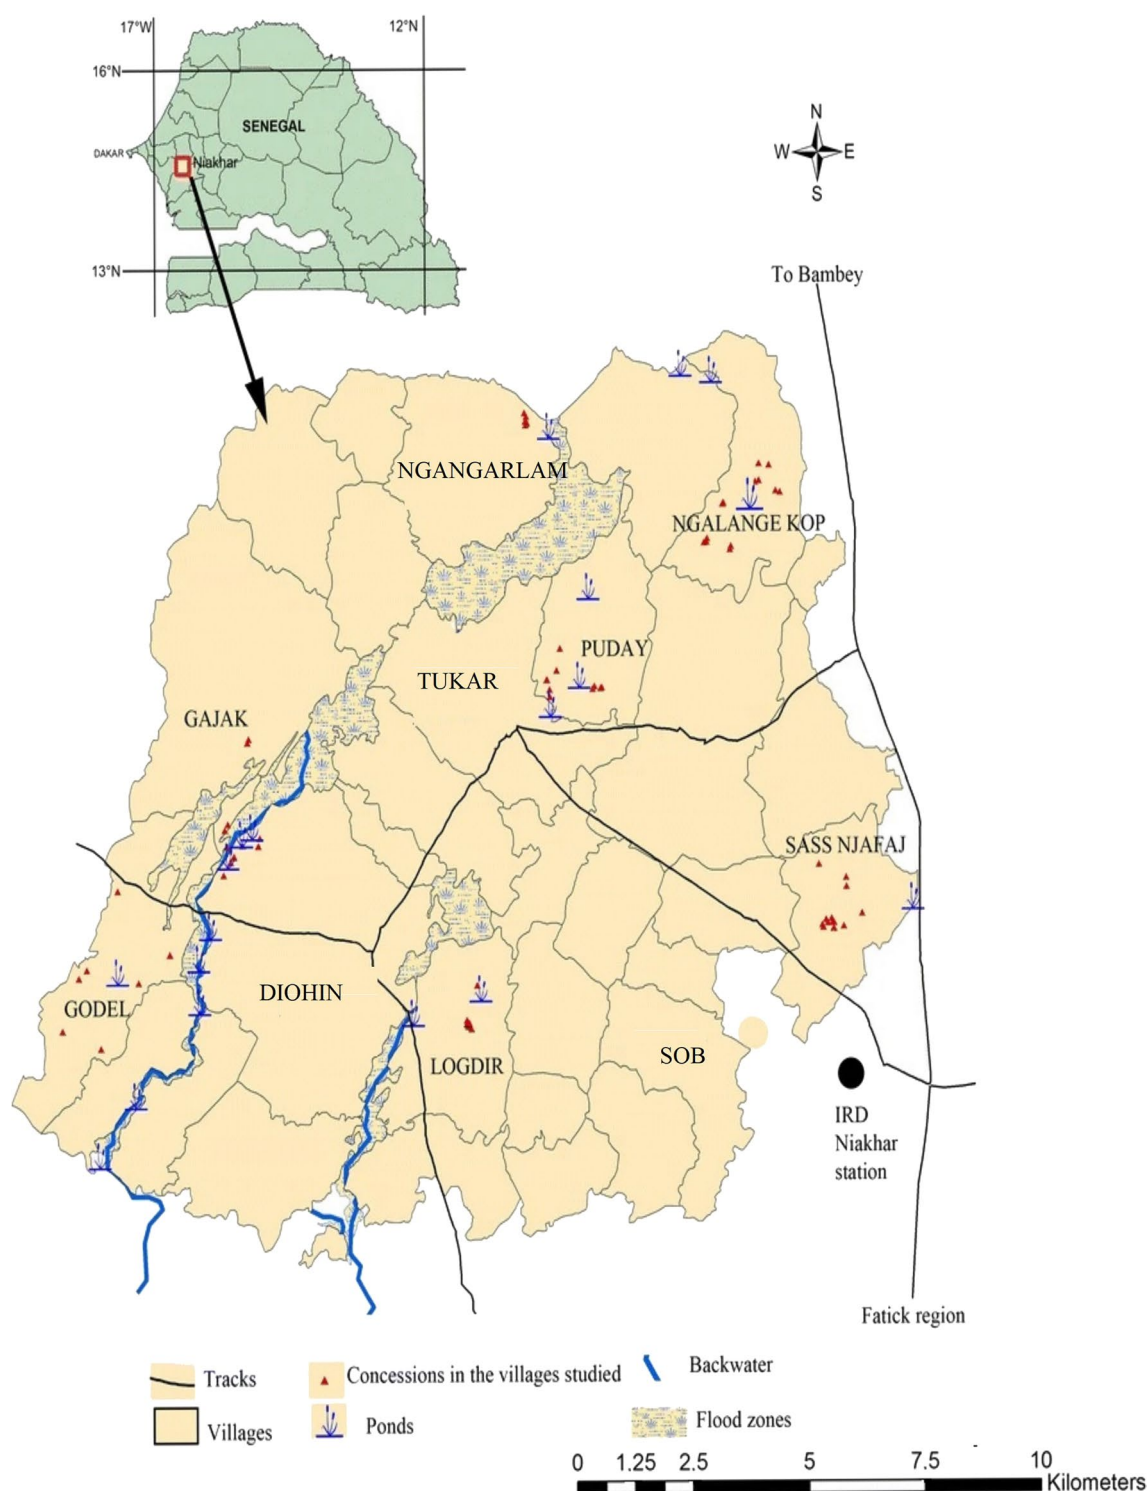 17°W
12°N
16°N
SENEGAL
DAKAR
Niakhar
13°N
N
W
E
S
To Bambey
NGANGARLAM
NGALANGE KOP
PUDAY
TUKAR
GAJAK
SASS NJAFAJ
DIOHIN
GODEL
LOGDIR
SOB
IRD
Niakhar
station
Fatick region
Tracks
Concessions in the villages studied
Backwater
Villages
Ponds
Flood zones
0 1.25 2.5 5 7.5 10
Kilometers